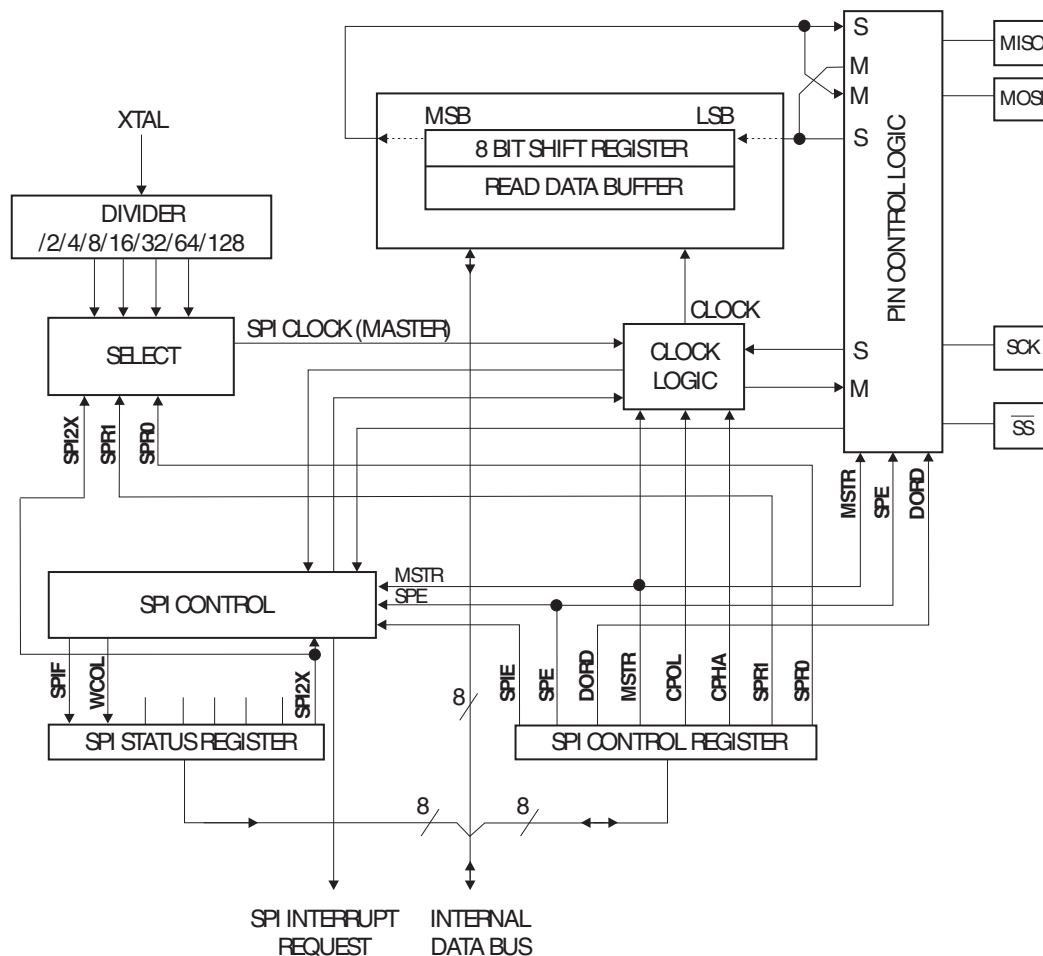 S
MISO
M
MOSI
M
MSB
LSB
XTAL
8 BIT SHIFT REGISTER
S
READ DATA BUFFER
DIVIDER
/2/4/8/16/32/64/128
PIN CONTROL LOGIC
CLOCK
SPI CLOCK (MASTER)
SELECT
CLOCK
LOGIC
S
SCK
M
SS
SPI2X
SPR1
SPR0
MSTR
SPE
DORD
MSTR
SPE
SPI CONTROL
SPIF
WCOL
SPI2X
SPIE
SPE
DORD
MSTR
CPOL
CPHA
SPR1
SPR0
8
SPI STATUS REGISTER
SPI CONTROL REGISTER
8
8
SPI INTERRUPT
REQUEST
INTERNAL
DATA BUS